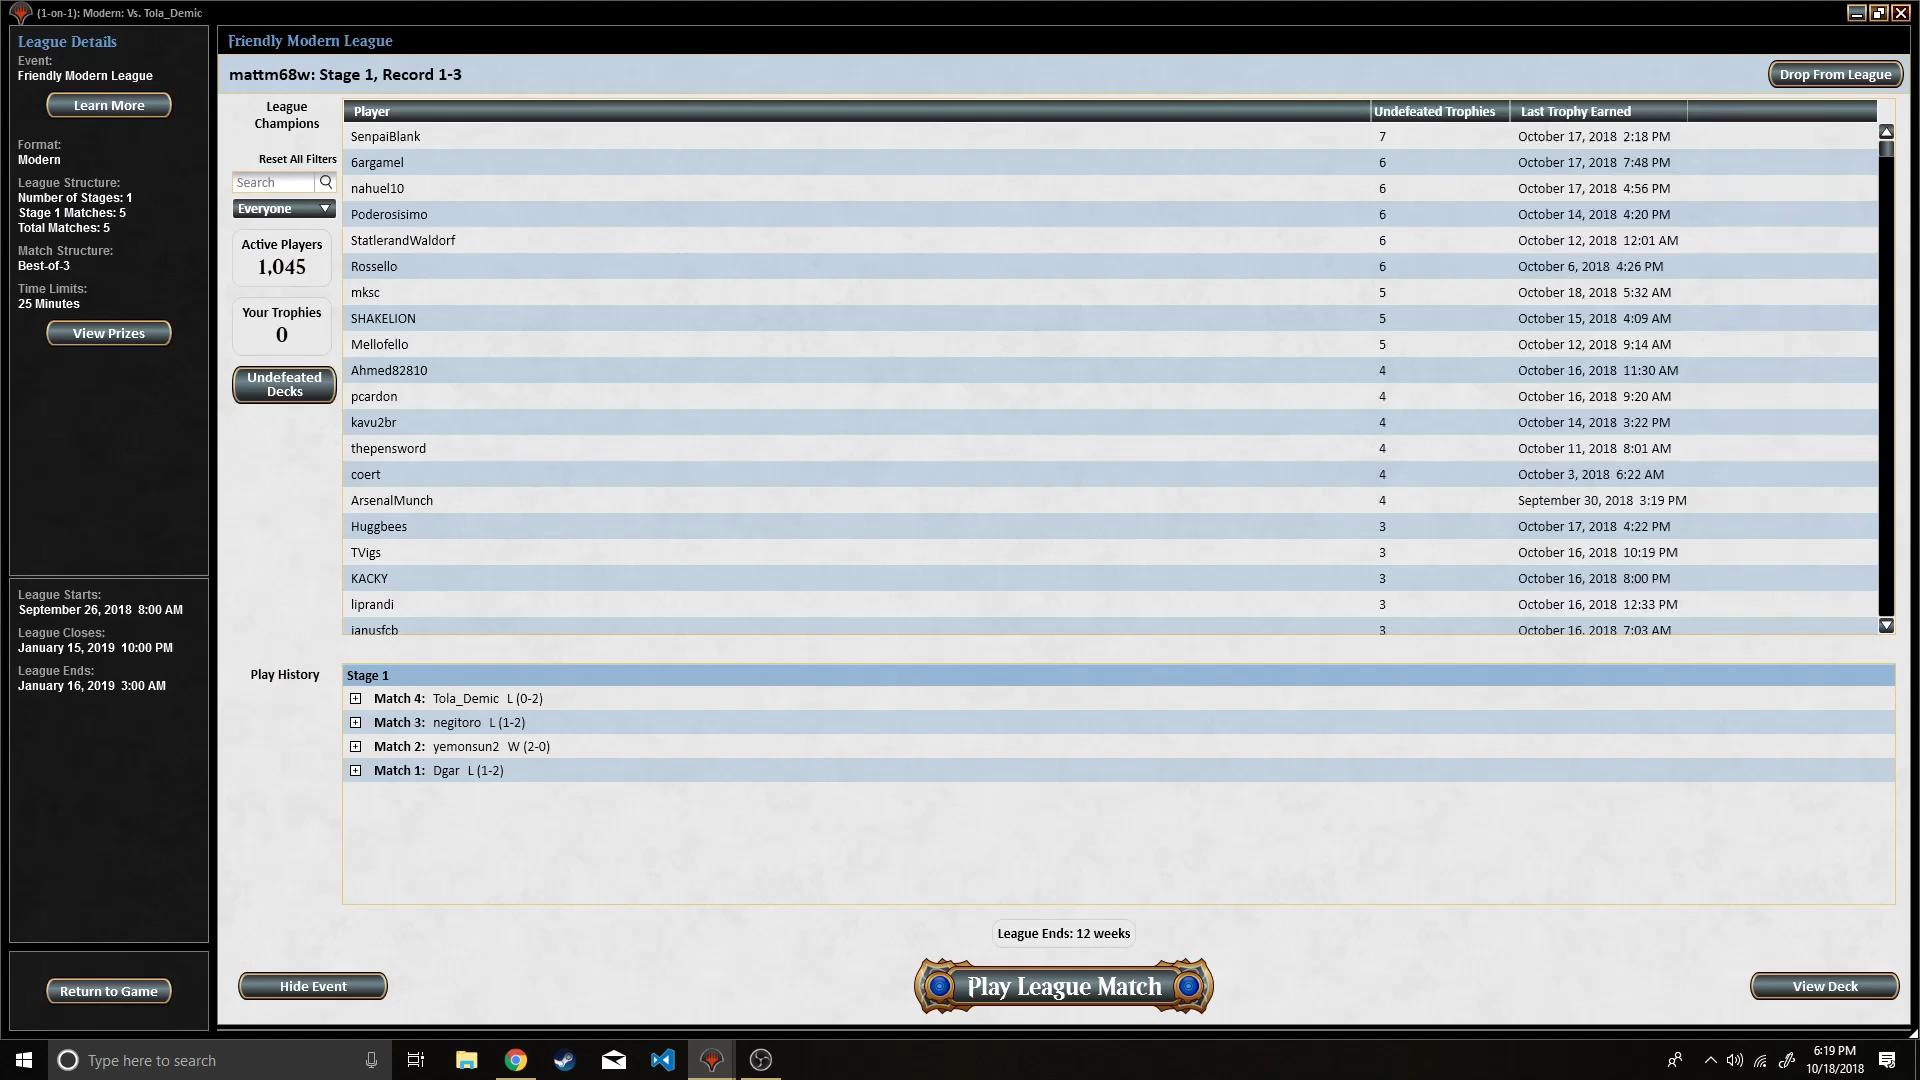 (1-on-1): Modern: Vs. Tola_Demic
League Details
Event:
Friendly Modern League
Learn More
Format:
Modern
League Structure:
Number of Stages: 1
Stage 1 Matches: 5
Total Matches: 5
Match Structure:
Best-of-3
Time Limits:
25 Minutes
View Prizes
League Starts:
September 26, 2018 8:00 AM
League Closes:
January 15, 2019 10:00 PM
League Ends:
January 16, 2019 3:00 AM
Return to Game
Friendly Modern League
mattm68w: Stage 1, Record 1-3
Drop From League
League
Champions
Reset All Filters
Search
Everyone
Active Players
1,045
Your Trophies
0
Undefeated
Decks
Player Undefeated Trophies Last Trophy Earned
SenpaiBlank 7 October 17, 2018 2:18 PM
6argamel 6 October 17, 2018 7:48 PM
nahuel10 6 October 17, 2018 4:56 PM
Poderosisimo 6 October 14, 2018 4:20 PM
StatlerandWaldorf 6 October 12, 2018 12:01 AM
Rossello 6 October 6, 2018 4:26 PM
mksc 5 October 18, 2018 5:32 AM
SHAKELION 5 October 15, 2018 4:09 AM
Mellofello 5 October 12, 2018 9:14 AM
Ahmed82810 4 October 16, 2018 11:30 AM
pcardon 4 October 16, 2018 9:20 AM
kavu2br 4 October 14, 2018 3:22 PM
thepensword 4 October 11, 2018 8:01 AM
coert 4 October 3, 2018 6:22 AM
ArsenalMunch 4 September 30, 2018 3:19 PM
Huggbees 3 October 17, 2018 4:22 PM
TVigs 3 October 16, 2018 10:19 PM
KACKY 3 October 16, 2018 8:00 PM
liprandi 3 October 16, 2018 12:33 PM
ianusfcb 3 October 16, 2018 7:03 AM
Play History
Stage 1
Match 4: Tola_Demic L (0-2)
Match 3: negitoro L (1-2)
Match 2: yemonsun2 W (2-0)
Match 1: Dgar L (1-2)
League Ends: 12 weeks
Hide Event
Play League Match
View Deck
Type here to search
6:19 PM
10/18/2018